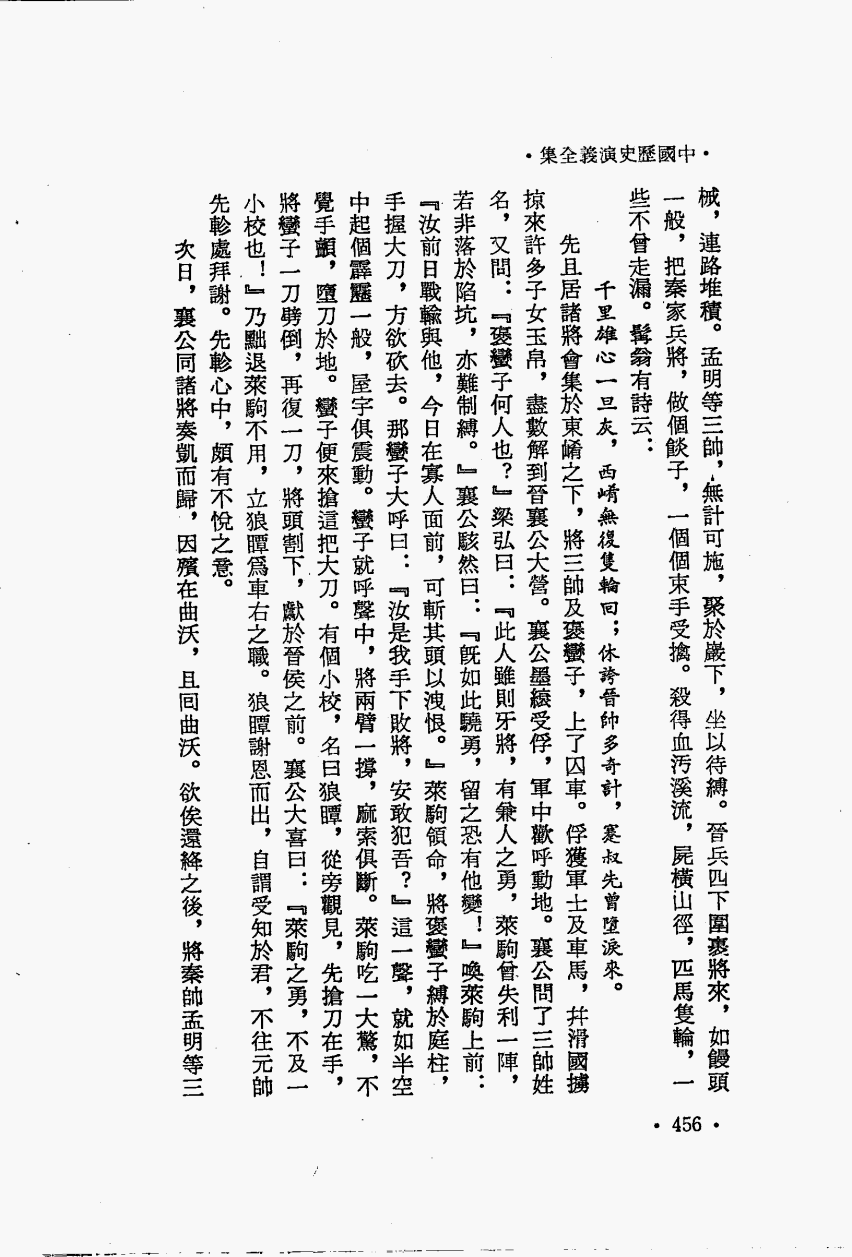 •中國歷史演義全集•
械，連路堆積。孟明等三帥，無計可施，聚於巖下，坐以待縛。晉兵四下圍裹將來，如饅頭
一般，把秦家兵將，做個餤子，一個個束手受擒。殺得血污溪流，屍橫山徑，匹馬隻輪，一
些不曾走漏。髯翁有詩云：
千里雄心一旦灰，西崤無復隻輪回；休誇晉帥多奇計，蹇叔先曾墮淚來。
先且居諸將會集於東崤之下，將三帥及褒蠻子，上了囚車。俘獲軍士及車馬，幷滑國擄
掠來許多子女玉帛，盡數解到晉襄公大營。襄公墨縗受俘，軍中歡呼動地。襄公問了三帥姓
名，又問：『褒蠻子何人也？』梁弘曰：『此人雖則牙將，有兼人之勇，萊駒曾失利一陣，
若非落於陷坑，亦難制縛。』襄公駭然曰：『旣如此驍勇，留之恐有他變！』喚萊駒上前：
『汝前日戰輸與他，今日在寡人面前，可斬其頭以洩恨。』萊駒領命，將褒蠻子縛於庭柱，
手握大刀，方欲砍去。那蠻子大呼曰：『汝是我手下敗將，安敢犯吾？』這一聲，就如半空
中起個霹靂一般，屋宇俱震動。蠻子就呼聲中，將兩臂一撐，麻索俱斷。萊駒吃一大驚，不
覺手顫，墮刀於地。蠻子便來搶這把大刀。有個小校，名曰狼瞫，從旁觀見，先搶刀在手，
將蠻子一刀劈倒，再復一刀，將頭割下，獻於晉侯之前。襄公大喜曰：『萊駒之勇，不及一
小校也！』乃黜退萊駒不用，立狼瞫爲車右之職。狼瞫謝恩而出，自謂受知於君，不往元帥
先軫處拜謝。先軫心中，頗有不悅之意。
次日，襄公同諸將奏凱而歸，因殯在曲沃，且囘曲沃。欲俟還絳之後，將秦帥孟明等三
•456•